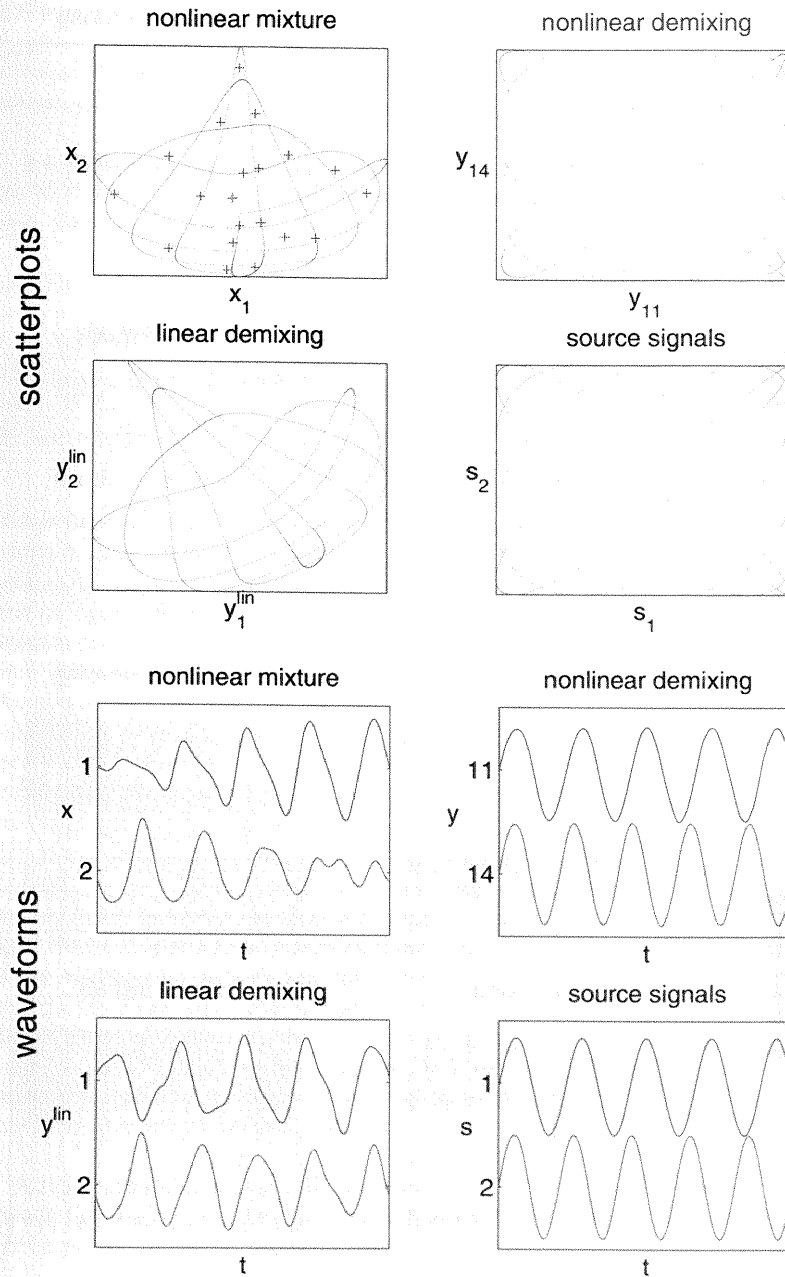 scatterplots
nonlinear mixture
x2
x1
nonlinear demixing
y14
y11
linear demixing
y2lin
y1lin
source signals
s2
s1
waveforms
nonlinear mixture
1
x
2
t
nonlinear demixing
11
y
14
t
linear demixing
1
ylin
2
t
source signals
1
s
2
t